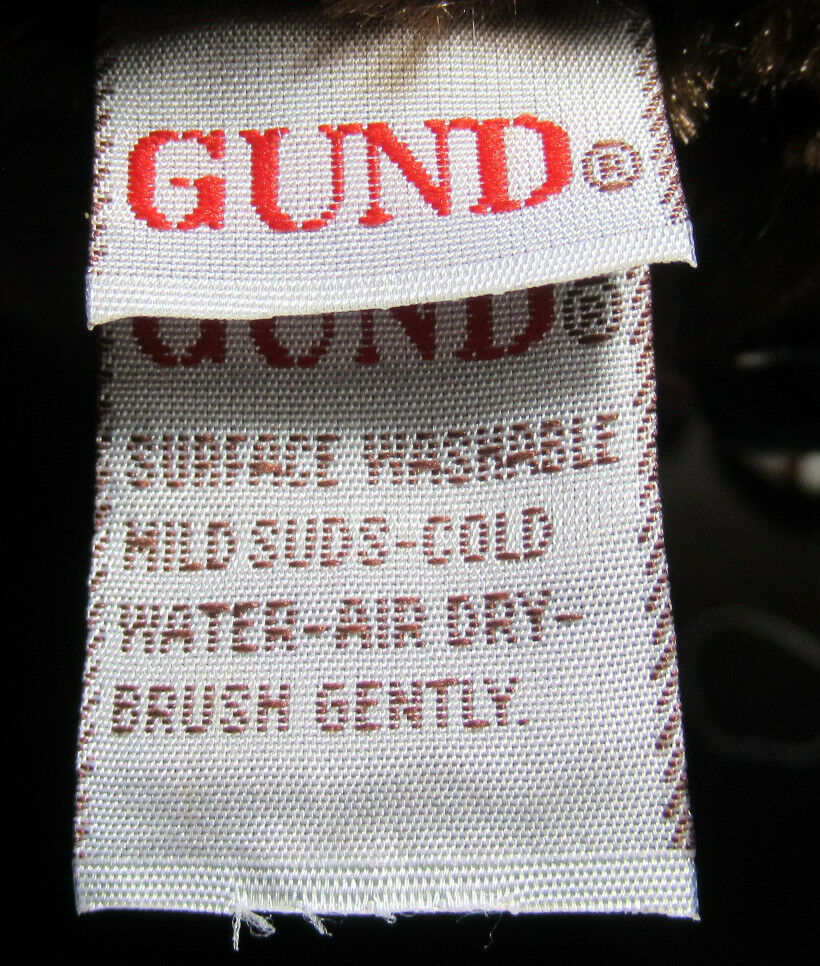 GUND®
GUND®
SURFACE WASHABLE
MILD SUDS-COLD
WATER-AIR DRY-
BRUSH GENTLY.